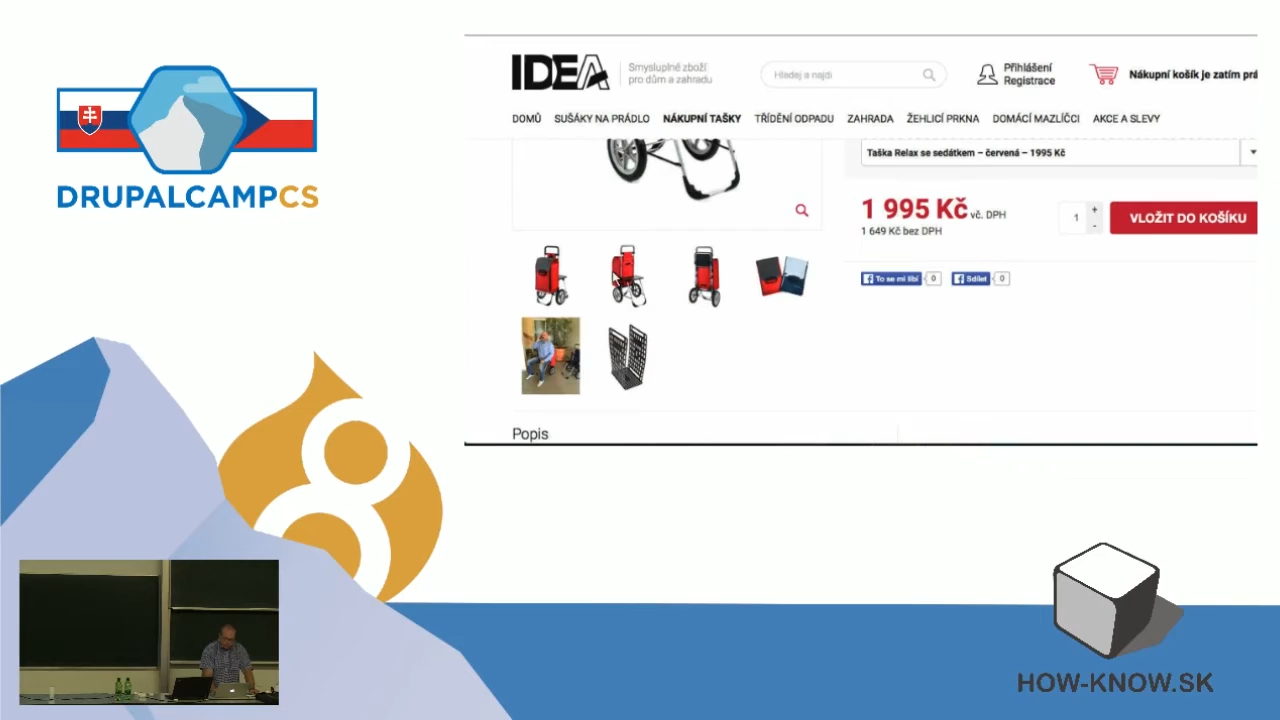 DRUPALCAMPCS
IDEA
Smysluplné zboží
pro dům a zahradu
Hledej a najdi
Přihlášení
Registrace
Nákupní košík je zatím prá
DOMŮ SUŠÁKY NA PRÁDLO NÁKUPNÍ TAŠKY TŘÍDĚNÍ ODPADU ZAHRADA ŽEHLICÍ PRKNA DOMÁCÍ MAZLÍČCI AKCE A SLEVY
Taška Relax se sedátkem – červená – 1995 Kč
1 995 Kč vč. DPH
1 649 Kč bez DPH
1
+
-
VLOŽIT DO KOŠÍKU
To se mi líbí 0 Sdílet 0
Popis
8
HOW-KNOW.SK